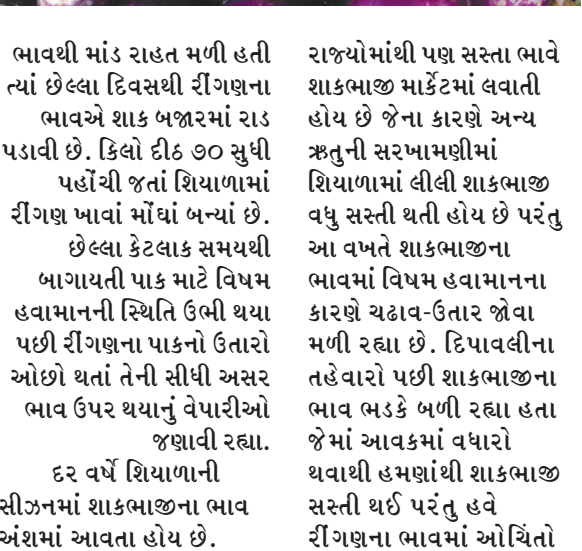 ભાવથી માંડ રાહત મળી હતી
ત્યાં છેલ્લા દિવસથી રીંગણના
ભાવએ શાક બજારમાં રાડ
પડાવી છે. કિલો દીઠ ૭૦ સુધી
પહોંચી જતાં શિયાળામાં
રીંગણ ખાવાં મોંઘાં બન્યાં છે.
છેલ્લા કેટલાક સમયથી
બાગાયતી પાક માટે વિષમ
હવામાનની સ્થિતિ ઉભી થયા
પછી રીંગણના પાકનો ઉતારો
ઓછો થતાં તેની સીધી અસર
ભાવ ઉપર થયાનું વેપારીઓ
જણાવી રહ્યા.
દર વર્ષે શિયાળાની
સીઝનમાં શાકભાજીના ભાવ
અંશમાં આવતા હોય છે.
રાજ્યોમાંથી પણ સસ્તા ભાવે
શાકભાજી માર્કેટમાં લવાતી
હોય છે જેના કારણે અન્ય
ઋતુની સરખામણીમાં
શિયાળામાં લીલી શાકભાજી
વધુ સસ્તી થતી હોય છે પરંતુ
આ વખતે શાકભાજીના
ભાવમાં વિષમ હવામાનના
કારણે ચઢાવ-ઉતાર જોવા
મળી રહ્યા છે. દિપાવલીના
તહેવારો પછી શાકભાજીના
ભાવ ભડકે બળી રહ્યા હતા
જેમાં આવકમાં વધારો
થવાથી હમણાંથી શાકભાજી
સસ્તી થઈ પરંતુ હવે
રીંગણના ભાવમાં ઓચિંતો